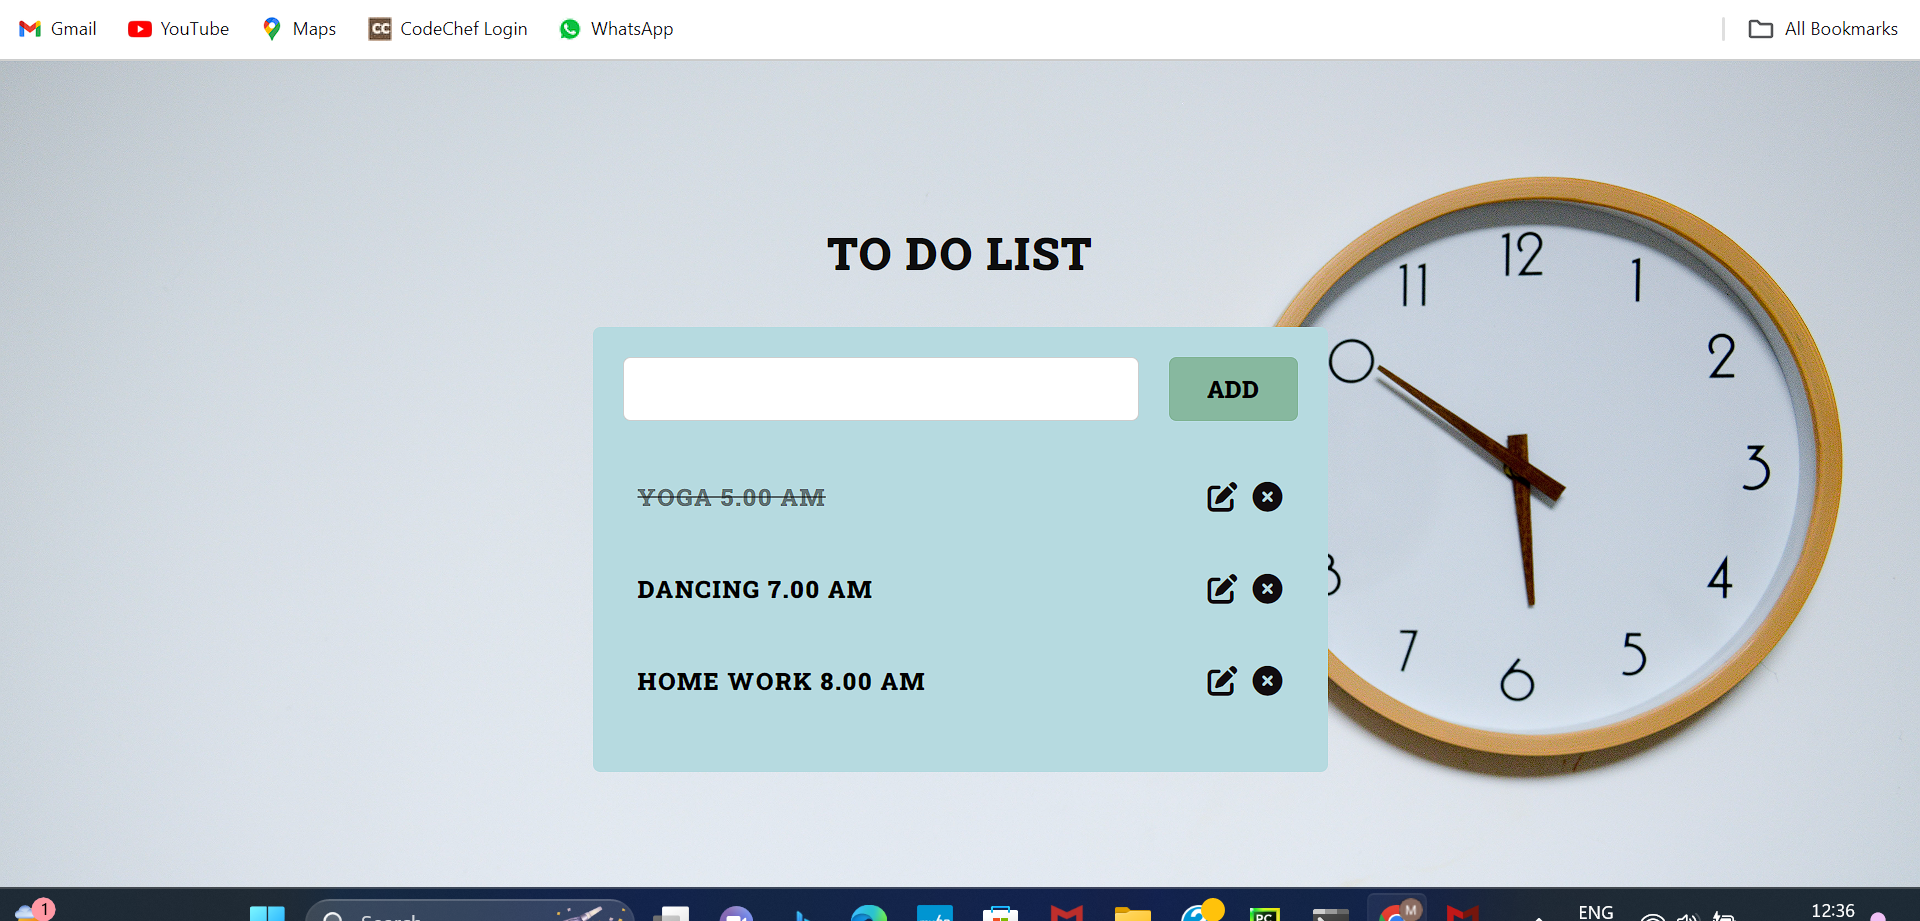 Gmail YouTube Maps CC CodeChef Login WhatsApp All Bookmarks
TO DO LIST
ADD
YOGA 5.00 AM
DANCING 7.00 AM
HOME WORK 8.00 AM
12
11
1
2
3
4
5
6
7
1
Search
PC
M
ENG
12:36